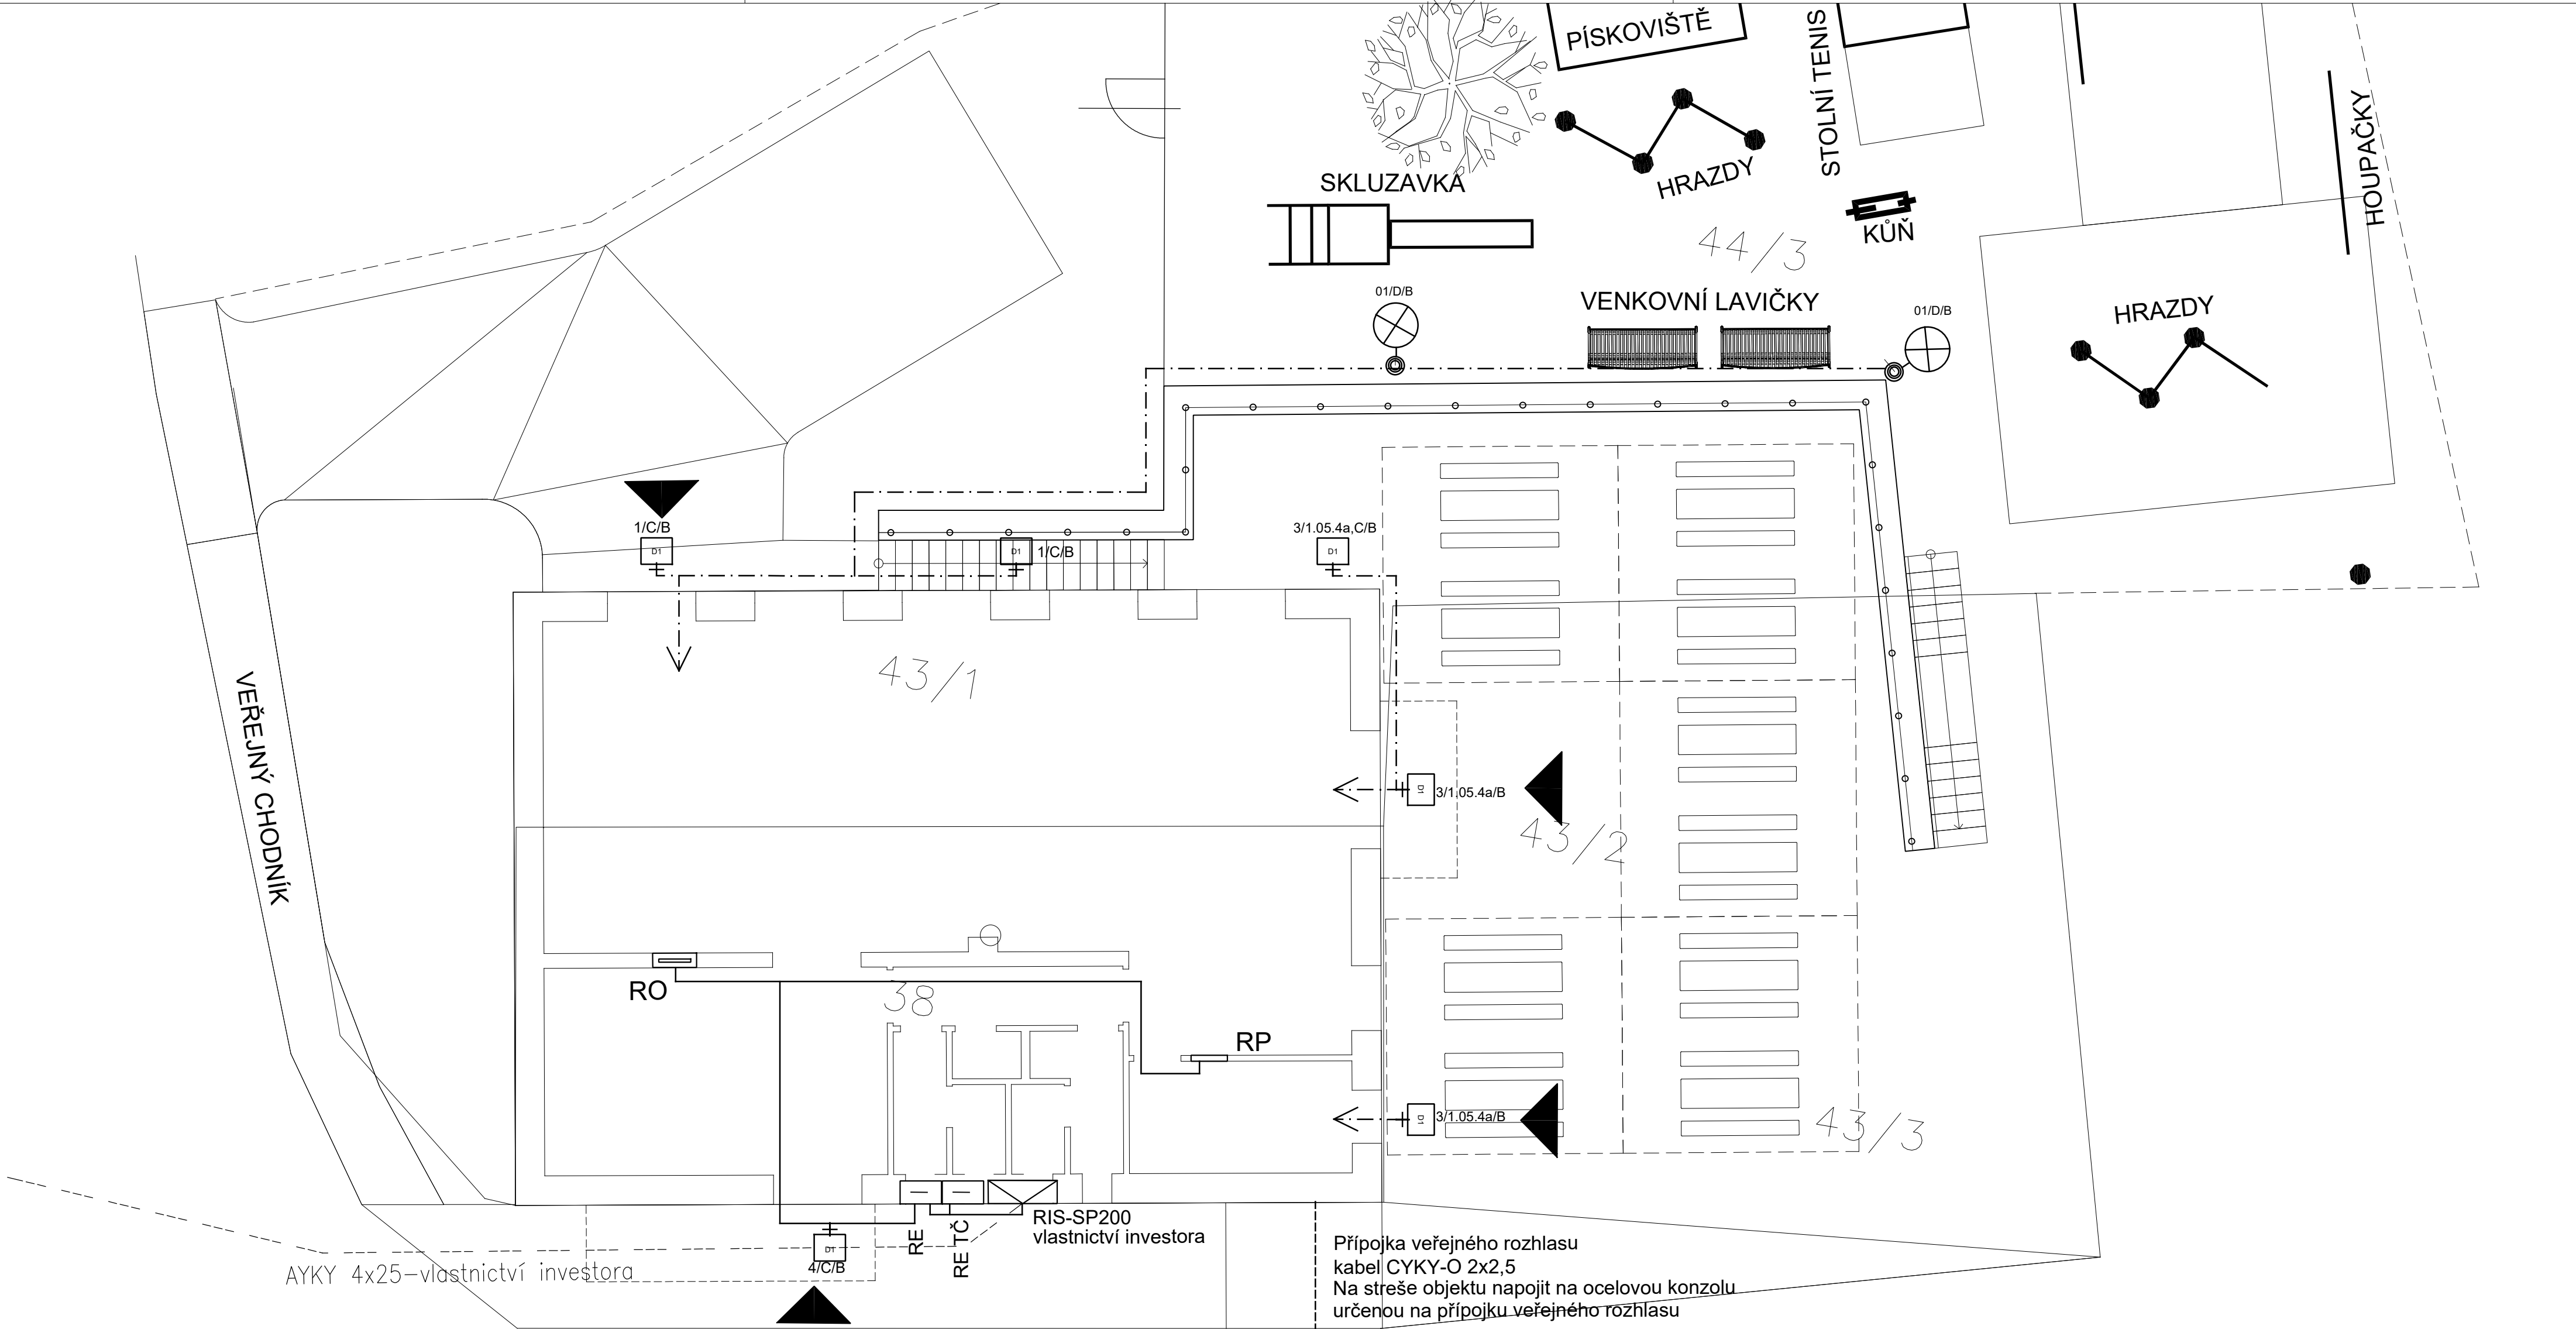 PÍSKOVIŠTĚ
STOLNÍ TENIS
HOUPAČKY
SKLUZAVKA
HRAZDY
KŮŇ
44/3
01/D/B
VENKOVNÍ LAVIČKY
01/D/B
HRAZDY
1/C/B
D1
D1
1/C/B
3/1.05.4a,C/B
D1
43/1
VEŘEJNÝ CHODNÍK
D1
3/1.05.4a/B
43/2
RO
38
RP
D1
3/1.05.4a/B
43/3
RE
RE TČ
RIS-SP200
vlastnictví investora
D1
4/C/B
AYKY 4x25-vlastnictví investora
Přípojka veřejného rozhlasu
kabel CYKY-O 2x2,5
Na streše objektu napojit na ocelovou konzolu
určenou na přípojku veřejného rozhlasu